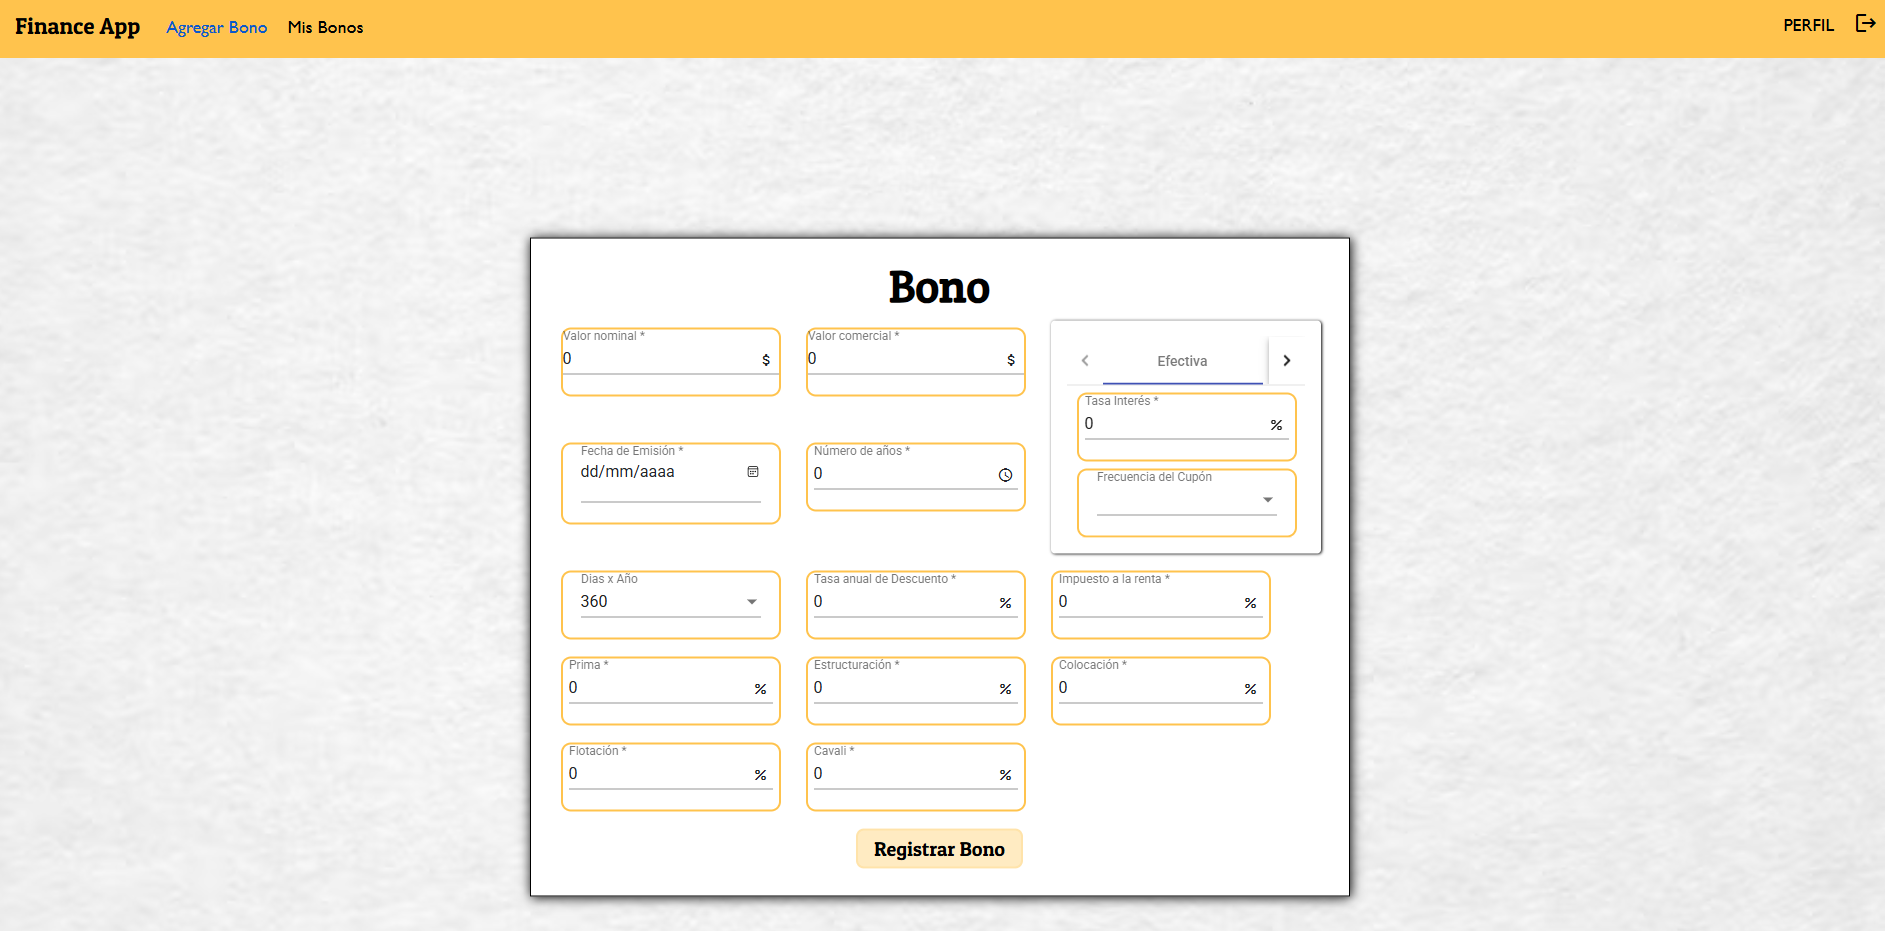 Finance App Agregar Bono Mis Bonos PERFIL
Bono
Valor nominal * Valor comercial *
0 $ 0 $
Efectiva
Tasa Interés *
0 %
Fecha de Emisión * Número de años *
dd/mm/aaaa 0
Frecuencia del Cupón
Dias x Año Tasa anual de Descuento * Impuesto a la renta *
360 0 % 0 %
Prima * Estructuración * Colocación *
0 % 0 % 0 %
Flotación * Cavali *
0 % 0 %
Registrar Bono